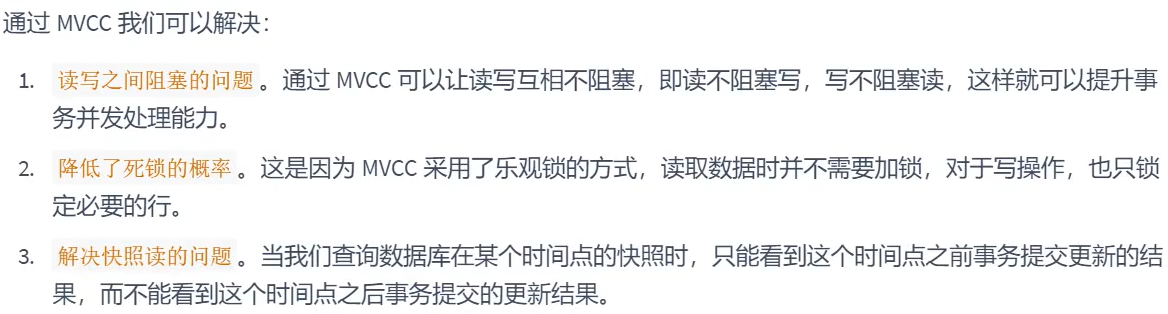 通过 MVCC 我们可以解决：
1. 读写之间阻塞的问题。通过 MVCC 可以让读写互相不阻塞，即读不阻塞写，写不阻塞读，这样就可以提升事
务并发处理能力。
2. 降低了死锁的概率。这是因为 MVCC 采用了乐观锁的方式，读取数据时并不需要加锁，对于写操作，也只锁
定必要的行。
3. 解决快照读的问题。当我们查询数据库在某个时间点的快照时，只能看到这个时间点之前事务提交更新的结
果，而不能看到这个时间点之后事务提交的更新结果。